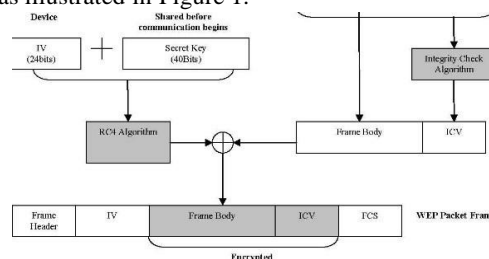 as illustrated in Figure 1.
Device
Shared before
communication begins
IV
(24bits)
Secret Key
(40Bits)
Integrity Check
Algorithm
RC4 Algorithm
Frame Body
ICV
Frame
Header
IV
Frame Body
ICV
FCS
WEP Packet Fram
Encrypted